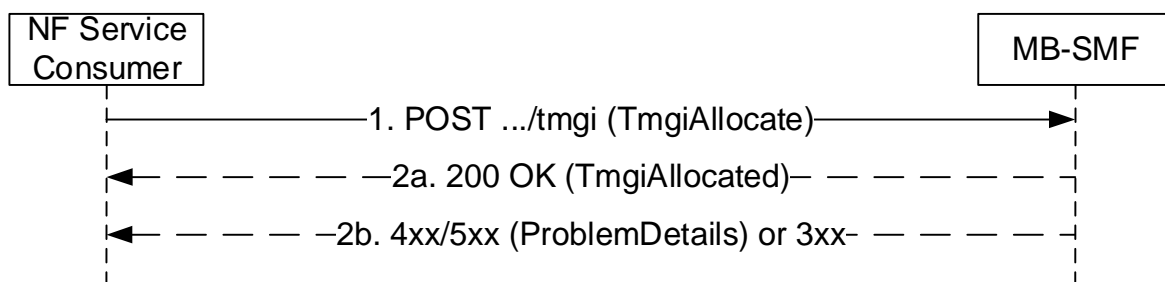 NF Service
Consumer
MB-SMF
1. POST .../tmgi (TmgiAllocate)
2a. 200 OK (TmgiAllocated)
2b. 4xx/5xx (ProblemDetails) or 3xx